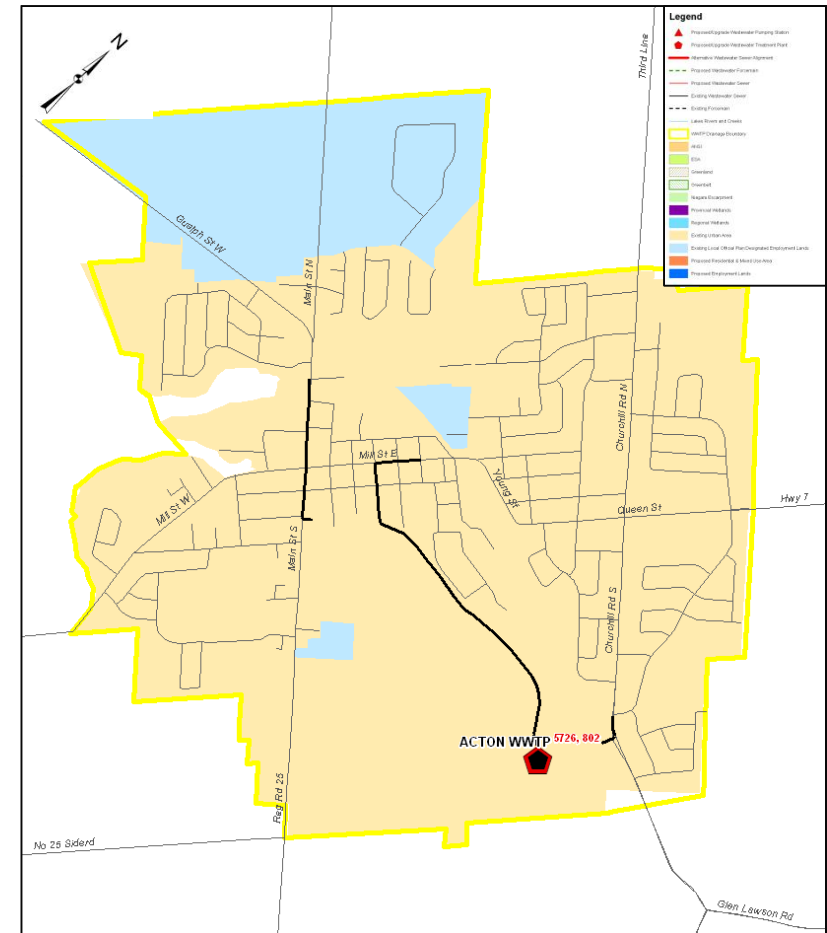 N
Legend
Proposed/Upgrade Wastewater Pumping Station
Proposed/Upgrade Wastewater Treatment Plant
Alternative Wastewater Sewer Alignment
Proposed Wastewater Forcemain
Proposed Wastewater Sewer
Existing Wastewater Sewer
Existing Forcemain
Lakes Rivers and Creeks
WWTP Drainage Boundary
ANSI
ESA
Greenland
Greenbelt
Niagara Escarpment
Provincial Wetlands
Regional Wetlands
Existing Urban Area
Existing Local Official Plan Designated Employment Lands
Proposed Residential & Mixed Use Area
Proposed Employment Lands
Third Line
Guelph St W
Main St N
Churchill Rd N
Mill St E
Young St
Hwy 7
Queen St
Mill St W
Main St S
Churchill Rd S
ACTON WWTP 5726, 802
Reg Rd 25
No 25 Siderd
Glen Lawson Rd